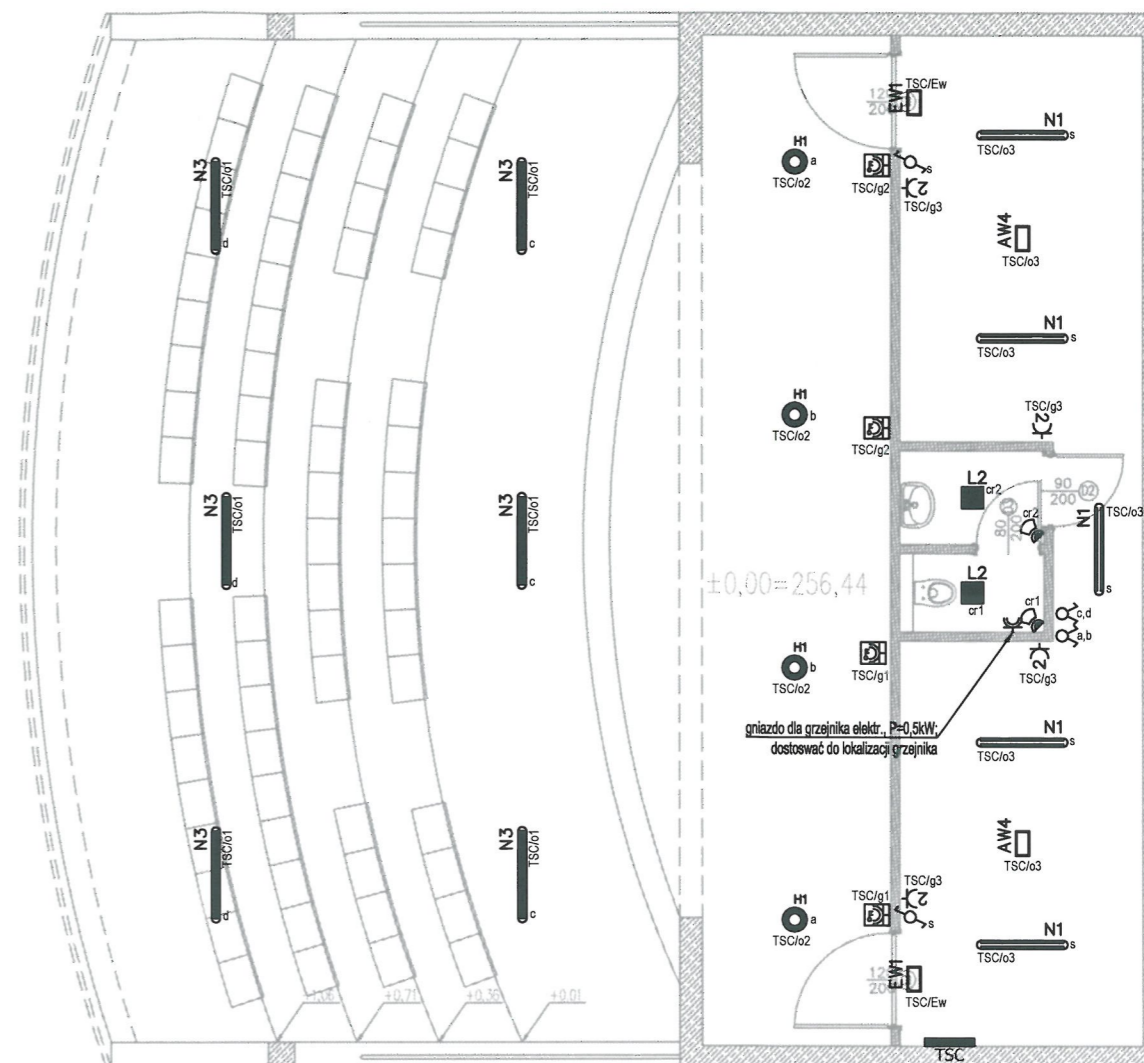 TSC/Ew
EW1
120
200
N1
s
TSC/o3
N3
TSC/o1
d
N3
TSC/o1
c
H1
a
TSC/o2
TSC/g2
s
2
TSC/g3
AW4
TSC/o3
N1
s
TSC/o3
H1
b
TSC/o2
TSC/g2
TSC/g3
2
L2
cr2
cr2
90
200
D2
80
200
N1
TSC/o3
s
N3
TSC/o1
d
N3
TSC/o1
c
±0,00=256,44
L2
cr1
cr1
c,d
a,b
2
TSC/g3
H1
b
TSC/o2
TSC/g1
gniazdo dla grzejnika elektr., P=0,5kW;
dostoswać do lokalizacji grzejnika
N1
s
TSC/o3
N3
TSC/o1
d
N3
TSC/o1
c
AW4
TSC/o3
TSC/g3
2
TSC/g1
s
H1
a
TSC/o2
N1
s
TSC/o3
EW1
120
200
TSC/Ew
+1,06
+0,71
+0,36
±0.01
TSC